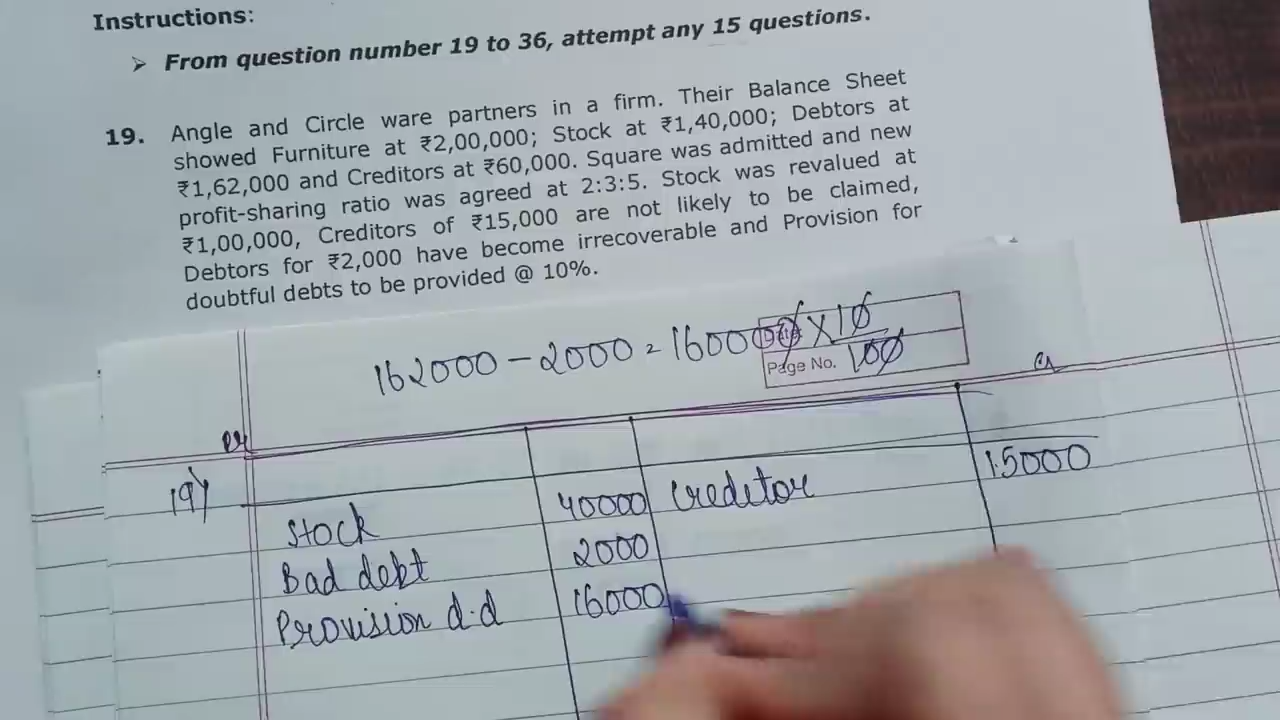 Instructions:
➢ From question number 19 to 36, attempt any 15 questions.
19. Angle and Circle ware partners in a firm. Their Balance Sheet
showed Furniture at ₹2,00,000; Stock at ₹1,40,000; Debtors at
₹1,62,000 and Creditors at ₹60,000. Square was admitted and new
profit-sharing ratio was agreed at 2:3:5. Stock was revalued at
₹1,00,000, Creditors of ₹15,000 are not likely to be claimed,
Debtors for ₹2,000 have become irrecoverable and Provision for
doubtful debts to be provided @ 10%.
162000 - 2000 = 160000 X 10
Page No. 100
Dr
19) Stock 40000 Creditor 15000
Bad debt 2000
Provision d.d 16000